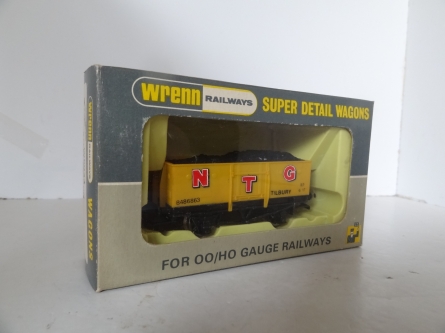 Wrenn RAILWAYS SUPER DETAIL WAGONS
N T G
TILBURY
WAGONS
FOR OO/HO GAUGE RAILWAYS